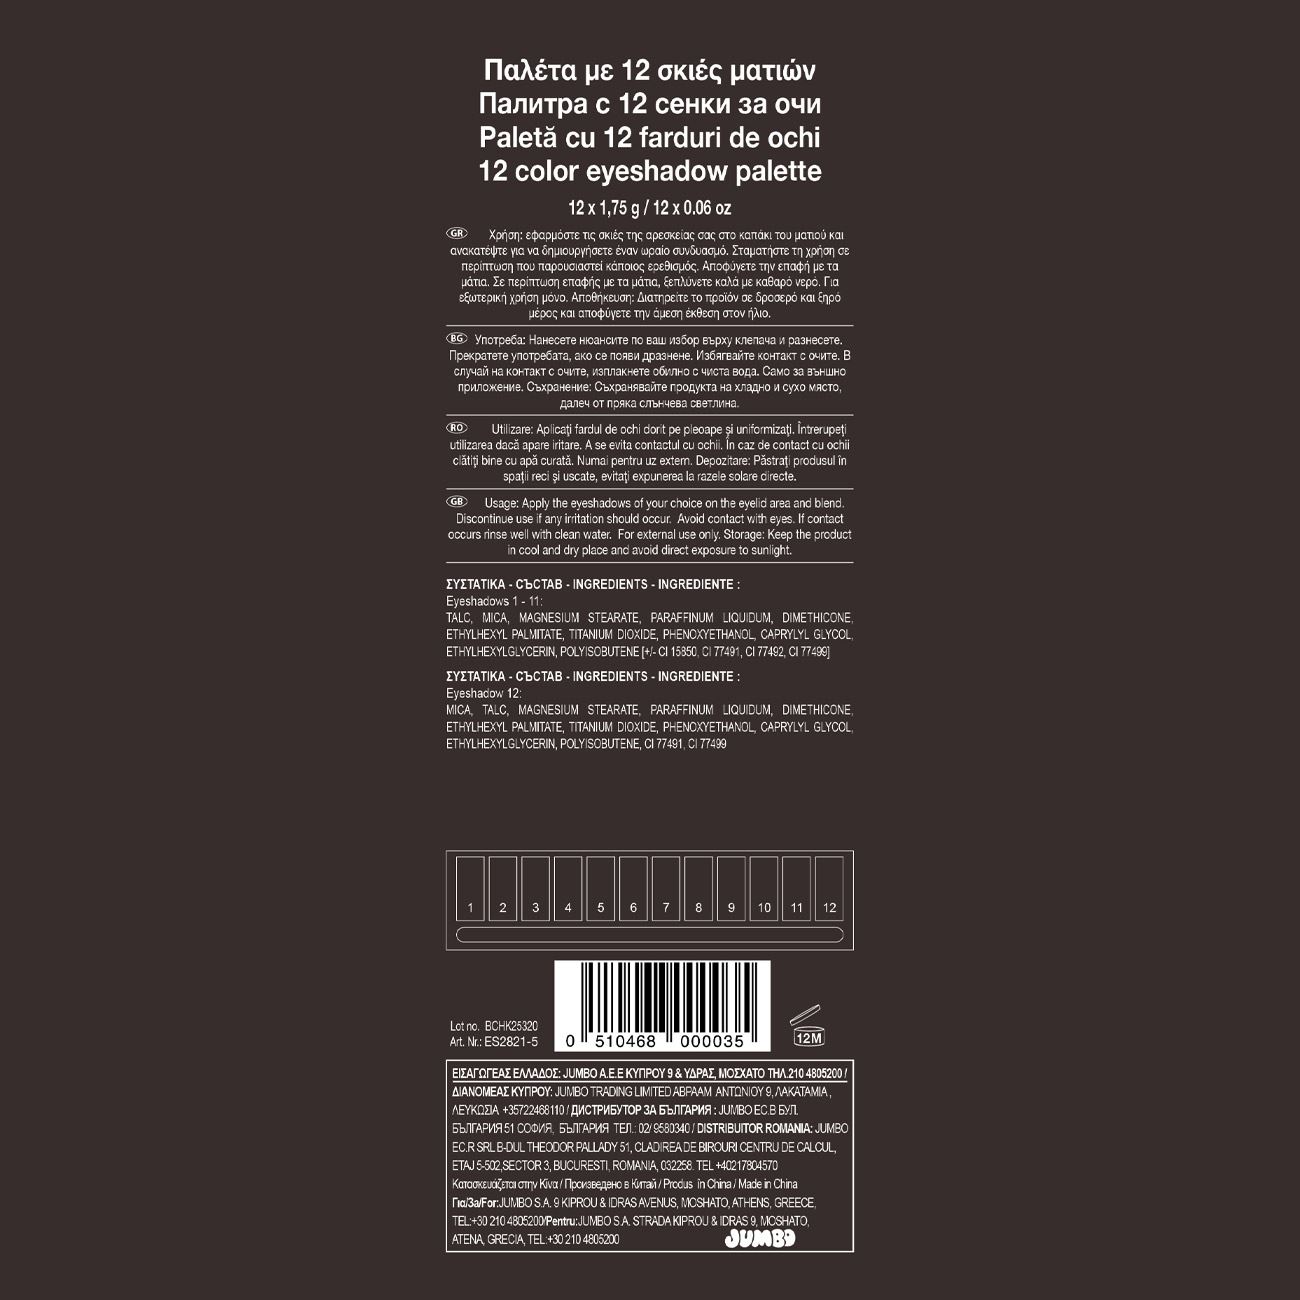 Παλέτα με 12 σκιές ματιών
Палитра с 12 сенки за очи
Paletă cu 12 farduri de ochi
12 color eyeshadow palette
12 x 1,75 g / 12 x 0.06 oz
GR Χρήση: εφαρμόστε τις σκιές της αρεσκείας σας στο καπάκι του ματιού και
ανακατέψτε για να δημιουργήσετε έναν ωραίο συνδυασμό. Σταματήστε τη χρήση σε
περίπτωση που παρουσιαστεί κάποιος ερεθισμός. Αποφύγετε την επαφή με τα
μάτια. Σε περίπτωση επαφής με τα μάτια, ξεπλύνετε καλά με καθαρό νερό. Για
εξωτερική χρήση μόνο. Αποθήκευση: Διατηρείτε το προϊόν σε δροσερό και ξηρό
μέρος και αποφύγετε την άμεση έκθεση στον ήλιο.
BG Употреба: Нанесете нюансите по ваш избор върху клепача и разнесете.
Прекратете употребата, ако се появи дразнене. Избягвайте контакт с очите. В
случай на контакт с очите, изплакнете обилно с чиста вода. Само за външно
приложение. Съхранение: Съхранявайте продукта на хладно и сухо място,
далеч от пряка слънчева светлина.
RO Utilizare: Aplicaţi fardul de ochi dorit pe pleoape şi uniformizaţi. Întrerupeţi
utilizarea dacă apare iritare. A se evita contactul cu ochii. În caz de contact cu ochii
clătiţi bine cu apă curată. Numai pentru uz extern. Depozitare: Păstraţi produsul în
spaţii reci şi uscate, evitaţi expunerea la razele solare directe.
GB Usage: Apply the eyeshadows of your choice on the eyelid area and blend.
Discontinue use if any irritation should occur. Avoid contact with eyes. If contact
occurs rinse well with clean water. For external use only. Storage: Keep the product
in cool and dry place and avoid direct exposure to sunlight.
ΣΥΣΤΑΤΙΚΑ - СЪСТАВ - INGREDIENTS - INGREDIENTE :
Eyeshadows 1 - 11:
TALC, MICA, MAGNESIUM STEARATE, PARAFFINUM LIQUIDUM, DIMETHICONE,
ETHYLHEXYL PALMITATE, TITANIUM DIOXIDE, PHENOXYETHANOL, CAPRYLYL GLYCOL,
ETHYLHEXYLGLYCERIN, POLYISOBUTENE [+/- CI 15850, CI 77491, CI 77492, CI 77499]
ΣΥΣΤΑΤΙΚΑ - СЪСТАВ - INGREDIENTS - INGREDIENTE :
Eyeshadow 12:
MICA, TALC, MAGNESIUM STEARATE, PARAFFINUM LIQUIDUM, DIMETHICONE,
ETHYLHEXYL PALMITATE, TITANIUM DIOXIDE, PHENOXYETHANOL, CAPRYLYL GLYCOL,
ETHYLHEXYLGLYCERIN, POLYISOBUTENE, CI 77491, CI 77499
1 2 3 4 5 6 7 8 9 10 11 12
Lot no. BCHK25320
Art. Nr.: ES2821-5
0 510468 000035
12M
ΕΙΣΑΓΩΓΕΑΣ ΕΛΛΑΔΟΣ: JUMBO Α.Ε.Ε ΚΥΠΡΟΥ 9 & ΥΔΡΑΣ, ΜΟΣΧΑΤΟ ΤΗΛ.210 4805200 /
ΔΙΑΝΟΜΕΑΣ ΚΥΠΡΟΥ: JUMBO TRADING LIMITED ΑΒΡΑΑΜ ΑΝΤΩΝΙΟΥ 9, ΛΑΚΑΤΑΜΙΑ ,
ΛΕΥΚΩΣΙΑ +35722468110 / ДИСТРИБУТОР ЗА БЪЛГАРИЯ : JUMBO EC.B БУЛ.
БЪЛГАРИЯ 51 СОФИЯ, БЪЛГАРИЯ ТЕЛ.: 02/ 9580340 / DISTRIBUITOR ROMANIA: JUMBO
EC.R SRL B-DUL THEODOR PALLADY 51, CLADIREA DE BIROURI CENTRU DE CALCUL,
ETAJ 5-502,SECTOR 3, BUCURESTI, ROMANIA, 032258. TEL +40217804570
Κατασκευάζεται στην Κίνα / Произведено в Китай / Produs în China / Made in China
Για/За/For:JUMBO S.A. 9 KIPROU & IDRAS AVENUS, MOSHATO, ATHENS, GREECE,
TEL:+30 210 4805200/Pentru:JUMBO S.A. STRADA KIPROU & IDRAS 9, MOSHATO,
ATENA, GRECIA, TEL:+30 210 4805200
JUMBO